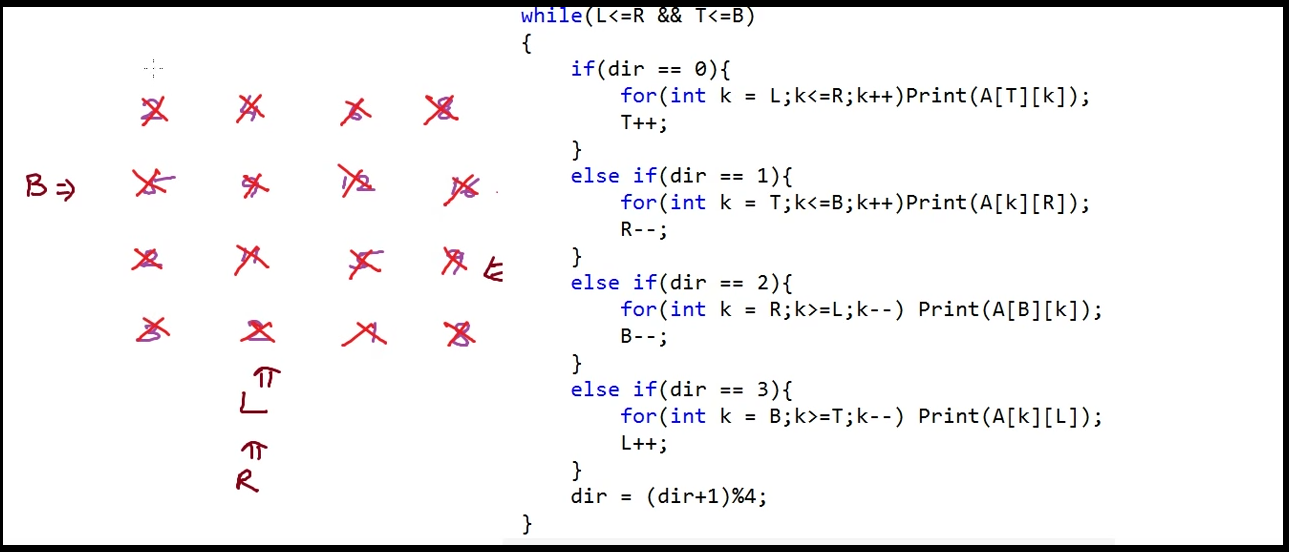 2 4 6 8
B ⇒ 5 9 12 16
2 11 5 9
3 2 1 8
L
R
while(L<=R && T<=B)
{
if(dir == 0){
for(int k = L;k<=R;k++)Print(A[T][k]);
T++;
}
else if(dir == 1){
for(int k = T;k<=B;k++)Print(A[k][R]);
R--;
}
else if(dir == 2){
for(int k = R;k>=L;k--) Print(A[B][k]);
B--;
}
else if(dir == 3){
for(int k = B;k>=T;k--) Print(A[k][L]);
L++;
}
dir = (dir+1)%4;
}